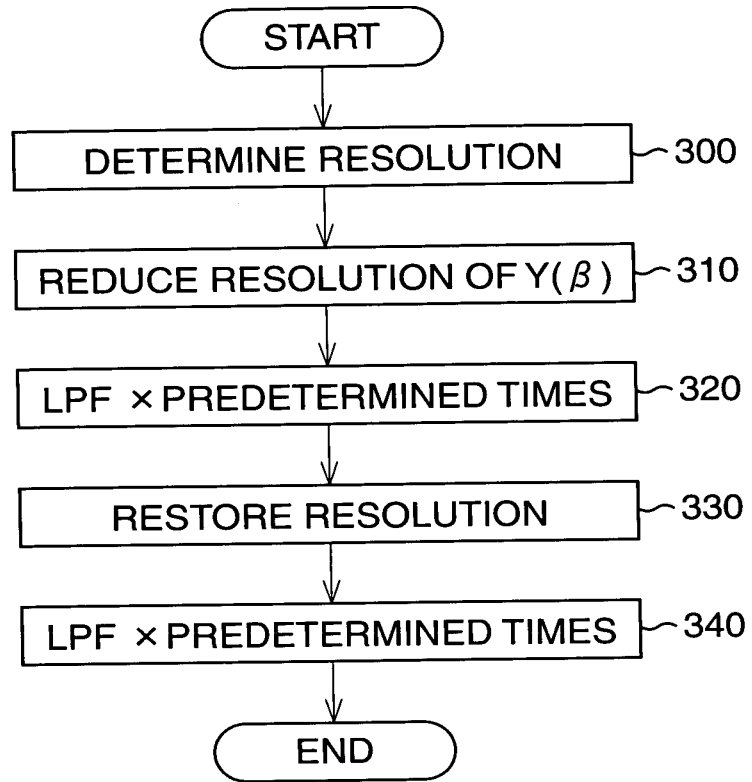 START
DETERMINE RESOLUTION 300
REDUCE RESOLUTION OF Y(β) 310
LPF × PREDETERMINED TIMES 320
RESTORE RESOLUTION 330
LPF × PREDETERMINED TIMES 340
END